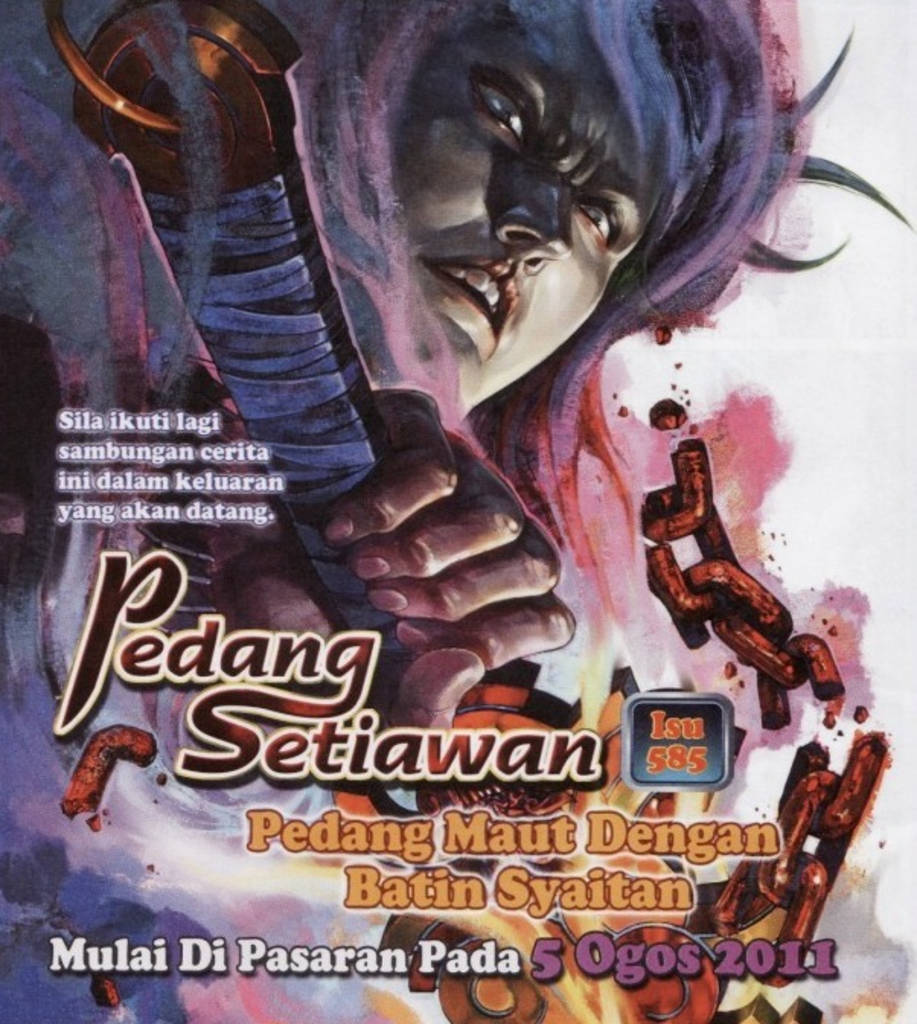 Sila ikuti lagi
sambungan cerita
ini dalam keluaran
yang akan datang.
Pedang
Setiawan
Isu
585
Pedang Maut Dengan
Batin Syaitan
Mulai Di Pasaran Pada 5 Ogos 2011